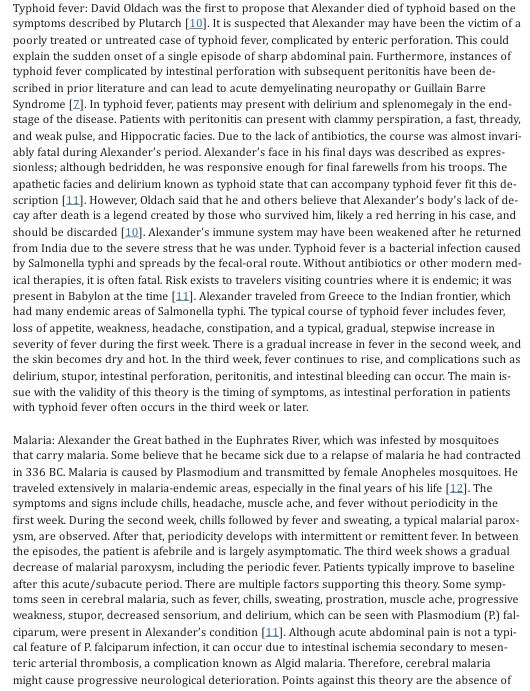 Typhoid fever: David Oldach was the first to propose that Alexander died of typhoid based on the
symptoms described by Plutarch [10]. It is suspected that Alexander may have been the victim of a
poorly treated or untreated case of typhoid fever, complicated by enteric perforation. This could
explain the sudden onset of a single episode of sharp abdominal pain. Furthermore, instances of
typhoid fever complicated by intestinal perforation with subsequent peritonitis have been de-
scribed in prior literature and can lead to acute demyelinating neuropathy or Guillain Barre
Syndrome [7]. In typhoid fever, patients may present with delirium and splenomegaly in the end-
stage of the disease. Patients with peritonitis can present with clammy perspiration, a fast, thready,
and weak pulse, and Hippocratic facies. Due to the lack of antibiotics, the course was almost invari-
ably fatal during Alexander's period. Alexander's face in his final days was described as expres-
sionless; although bedridden, he was responsive enough for final farewells from his troops. The
apathetic facies and delirium known as typhoid state that can accompany typhoid fever fit this de-
scription [11]. However, Oldach said that he and others believe that Alexander's body's lack of de-
cay after death is a legend created by those who survived him, likely a red herring in his case, and
should be discarded [10]. Alexander's immune system may have been weakened after he returned
from India due to the severe stress that he was under. Typhoid fever is a bacterial infection caused
by Salmonella typhi and spreads by the fecal-oral route. Without antibiotics or other modern med-
ical therapies, it is often fatal. Risk exists to travelers visiting countries where it is endemic; it was
present in Babylon at the time [11]. Alexander traveled from Greece to the Indian frontier, which
had many endemic areas of Salmonella typhi. The typical course of typhoid fever includes fever,
loss of appetite, weakness, headache, constipation, and a typical, gradual, stepwise increase in
severity of fever during the first week. There is a gradual increase in fever in the second week, and
the skin becomes dry and hot. In the third week, fever continues to rise, and complications such as
delirium, stupor, intestinal perforation, peritonitis, and intestinal bleeding can occur. The main is-
sue with the validity of this theory is the timing of symptoms, as intestinal perforation in patients
with typhoid fever often occurs in the third week or later.
Malaria: Alexander the Great bathed in the Euphrates River, which was infested by mosquitoes
that carry malaria. Some believe that he became sick due to a relapse of malaria he had contracted
in 336 BC. Malaria is caused by Plasmodium and transmitted by female Anopheles mosquitoes. He
traveled extensively in malaria-endemic areas, especially in the final years of his life [12]. The
symptoms and signs include chills, headache, muscle ache, and fever without periodicity in the
first week. During the second week, chills followed by fever and sweating, a typical malarial parox-
ysm, are observed. After that, periodicity develops with intermittent or remittent fever. In between
the episodes, the patient is afebrile and is largely asymptomatic. The third week shows a gradual
decrease of malarial paroxysm, including the periodic fever. Patients typically improve to baseline
after this acute/subacute period. There are multiple factors supporting this theory. Some symp-
toms seen in cerebral malaria, such as fever, chills, sweating, prostration, muscle ache, progressive
weakness, stupor, decreased sensorium, and delirium, which can be seen with Plasmodium (P.) fal-
ciparum, were present in Alexander's condition [11]. Although acute abdominal pain is not a typi-
cal feature of P. falciparum infection, it can occur due to intestinal ischemia secondary to mesen-
teric arterial thrombosis, a complication known as Algid malaria. Therefore, cerebral malaria
might cause progressive neurological deterioration. Points against this theory are the absence of